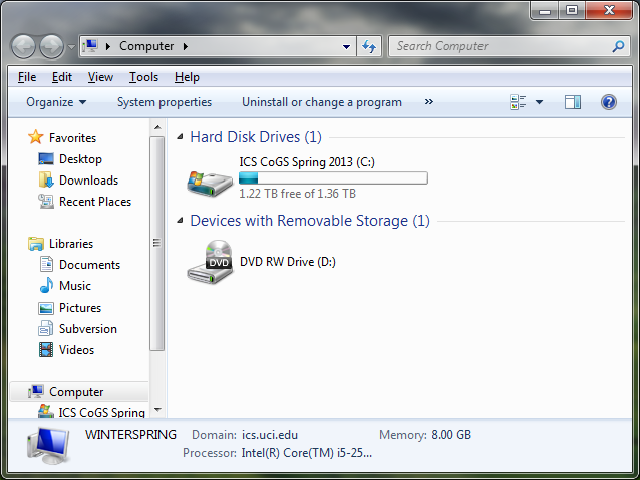 Computer
Search Computer
File Edit View Tools Help
Organize System properties Uninstall or change a program »
Favorites
Desktop
Downloads
Recent Places
Libraries
Documents
Music
Pictures
Subversion
Videos
Computer
ICS CoGS Spring
Hard Disk Drives (1)
ICS CoGS Spring 2013 (C:)
1.22 TB free of 1.36 TB
Devices with Removable Storage (1)
DVD
DVD RW Drive (D:)
WINTERSPRING Domain: ics.uci.edu Memory: 8.00 GB
Processor: Intel(R) Core(TM) i5-25...